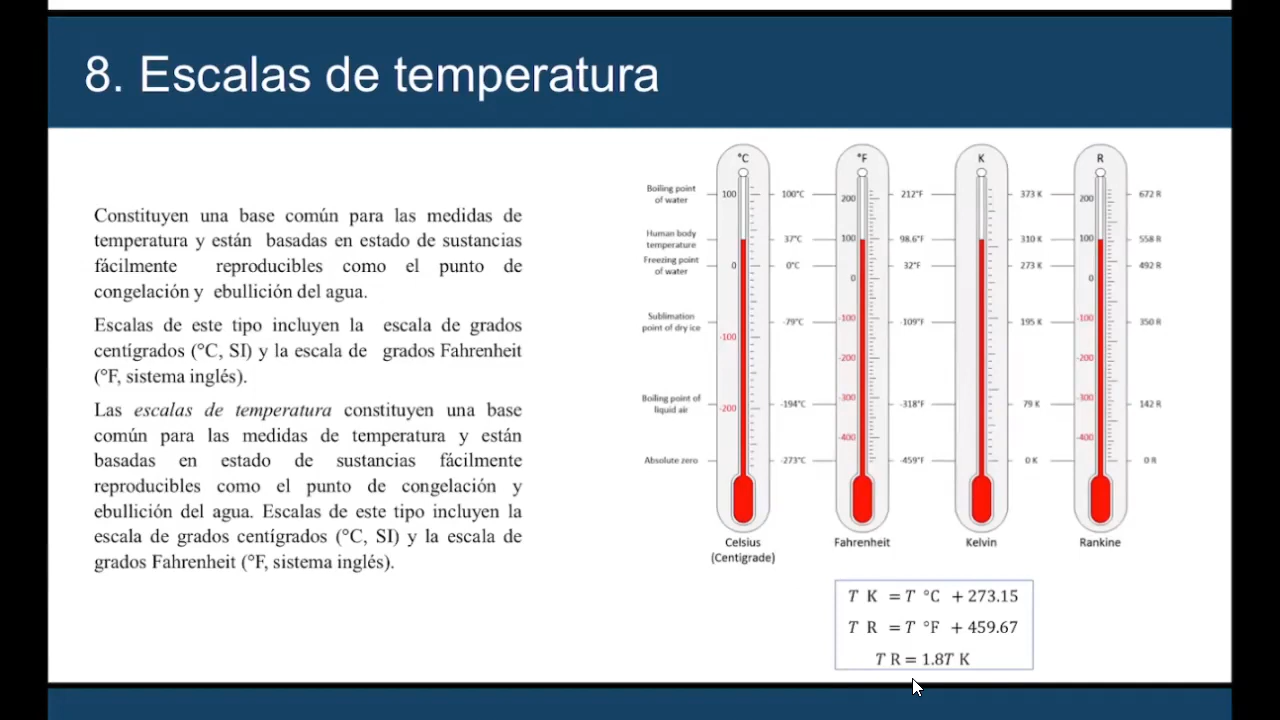 8. Escalas de temperatura
Constituyen una base común para las medidas de
temperatura y están basadas en estado de sustancias
fácilmente reproducibles como el punto de
congelación y ebullición del agua.
Escalas de este tipo incluyen la escala de grados
centígrados (°C, SI) y la escala de grados Fahrenheit
(°F, sistema inglés).
Las escalas de temperatura constituyen una base
común para las medidas de temperatura y están
basadas en estado de sustancias fácilmente
reproducibles como el punto de congelación y
ebullición del agua. Escalas de este tipo incluyen la
escala de grados centígrados (°C, SI) y la escala de
grados Fahrenheit (°F, sistema inglés).
°C °F K R
Boiling point
of water
100 100°C 200 212°F 373 K 200 672 R
Human body
temperature
37°C 100 98.6°F 310 K 100 558 R
Freezing point
of water
0 0°C 0 32°F 273 K 0 492 R
Sublimation
point of dry ice
-100 -79°C -100 -109°F 195 K -100 350 R
-200 -200
Boiling point of
liquid air
-200 -194°C -300 -318°F 79 K -300 142 R
-400 -400
Absolute zero -273°C -459°F 0 K 0 R
Celsius
(Centigrade)
Fahrenheit
Kelvin
Rankine
T K = T °C + 273.15
T R = T °F + 459.67
T R = 1.8T K